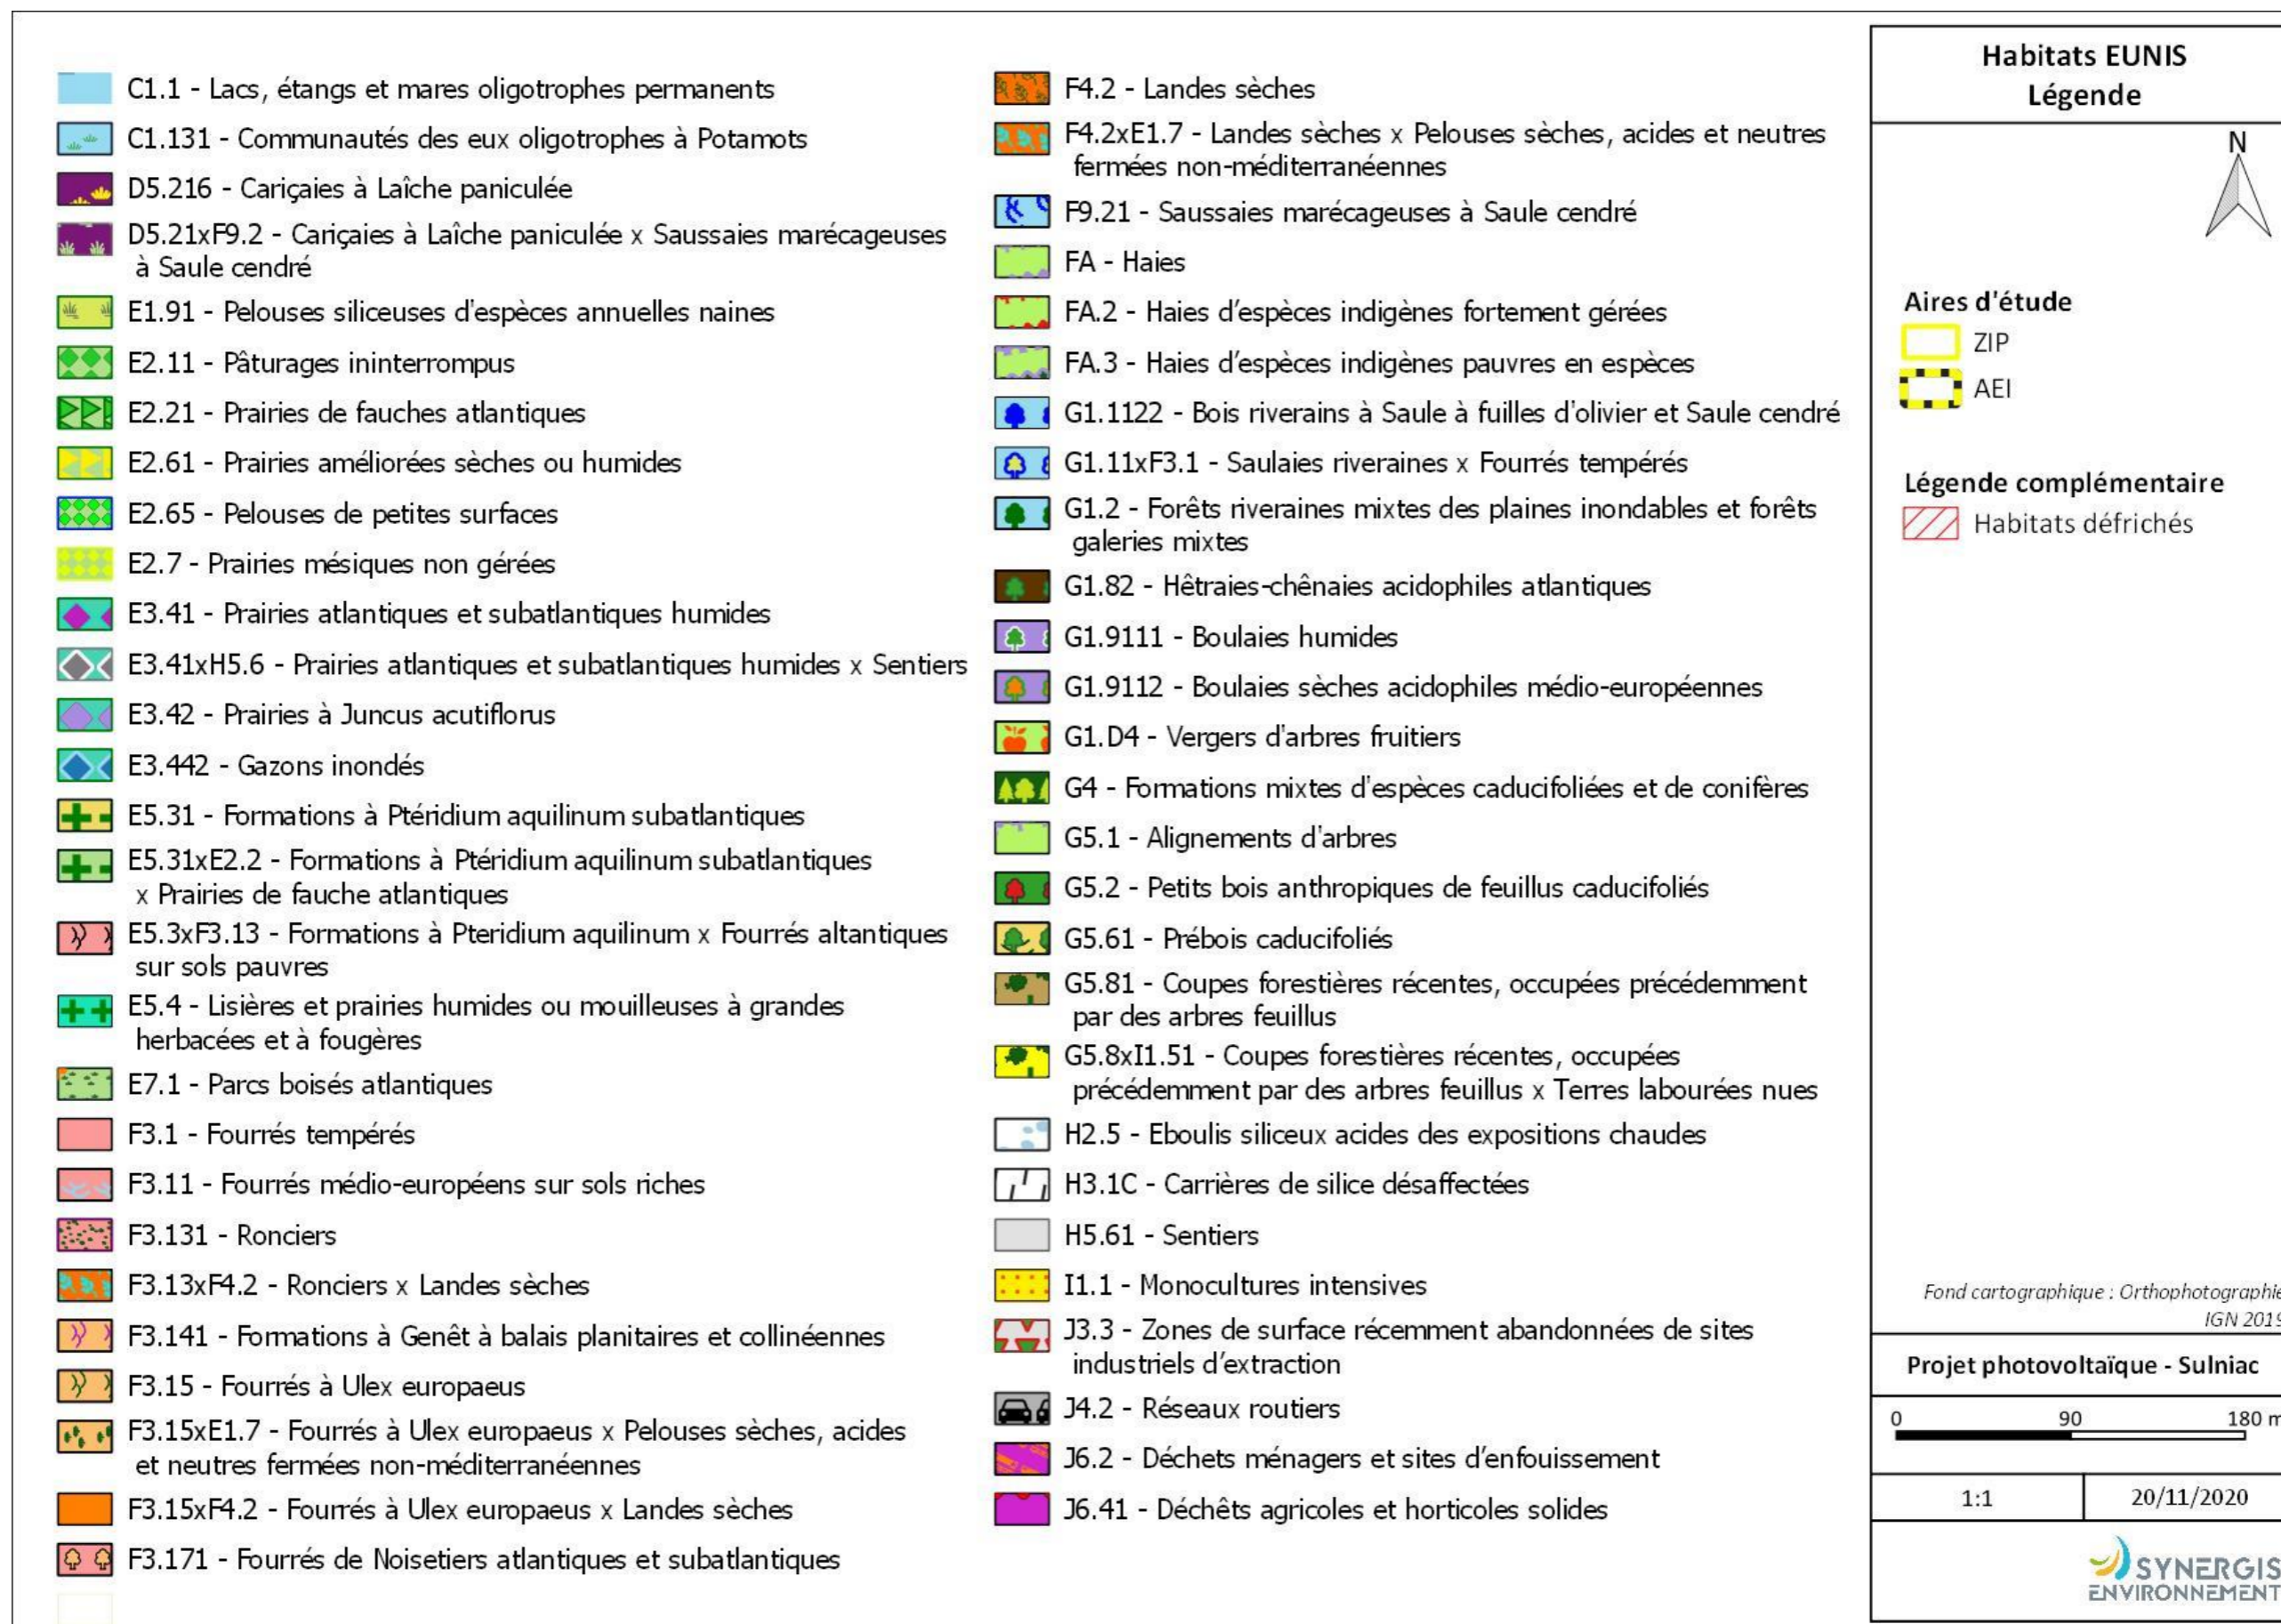 C1.1 - Lacs, étangs et mares oligotrophes permanents
C1.131 - Communautés des eux oligotrophes à Potamots
D5.216 - Cariçaies à Laîche paniculée
D5.21xF9.2 - Cariçaies à Laîche paniculée x Saussaies marécageuses
à Saule cendré
E1.91 - Pelouses siliceuses d'espèces annuelles naines
E2.11 - Pâturages ininterrompus
E2.21 - Prairies de fauches atlantiques
E2.61 - Prairies améliorées sèches ou humides
E2.65 - Pelouses de petites surfaces
E2.7 - Prairies mésiques non gérées
E3.41 - Prairies atlantiques et subatlantiques humides
E3.41xH5.6 - Prairies atlantiques et subatlantiques humides x Sentiers
E3.42 - Prairies à Juncus acutiflorus
E3.442 - Gazons inondés
E5.31 - Formations à Ptéridium aquilinum subatlantiques
E5.31xE2.2 - Formations à Ptéridium aquilinum subatlantiques
x Prairies de fauche atlantiques
E5.3xF3.13 - Formations à Pteridium aquilinum x Fourrés altantiques
sur sols pauvres
E5.4 - Lisières et prairies humides ou mouilleuses à grandes
herbacées et à fougères
E7.1 - Parcs boisés atlantiques
F3.1 - Fourrés tempérés
F3.11 - Fourrés médio-européens sur sols riches
F3.131 - Ronciers
F3.13xF4.2 - Ronciers x Landes sèches
F3.141 - Formations à Genêt à balais planitaires et collinéennes
F3.15 - Fourrés à Ulex europaeus
F3.15xE1.7 - Fourrés à Ulex europaeus x Pelouses sèches, acides
et neutres fermées non-méditerranéennes
F3.15xF4.2 - Fourrés à Ulex europaeus x Landes sèches
F3.171 - Fourrés de Noisetiers atlantiques et subatlantiques
F4.2 - Landes sèches
F4.2xE1.7 - Landes sèches x Pelouses sèches, acides et neutres
fermées non-méditerranéennes
F9.21 - Saussaies marécageuses à Saule cendré
FA - Haies
FA.2 - Haies d'espèces indigènes fortement gérées
FA.3 - Haies d'espèces indigènes pauvres en espèces
G1.1122 - Bois riverains à Saule à fuilles d'olivier et Saule cendré
G1.11xF3.1 - Saulaies riveraines x Fourrés tempérés
G1.2 - Forêts riveraines mixtes des plaines inondables et forêts
galeries mixtes
G1.82 - Hêtraies-chênaies acidophiles atlantiques
G1.9111 - Boulaies humides
G1.9112 - Boulaies sèches acidophiles médio-européennes
G1.D4 - Vergers d'arbres fruitiers
G4 - Formations mixtes d'espèces caducifoliées et de conifères
G5.1 - Alignements d'arbres
G5.2 - Petits bois anthropiques de feuillus caducifoliés
G5.61 - Prébois caducifoliés
G5.81 - Coupes forestières récentes, occupées précédemment
par des arbres feuillus
G5.8xI1.51 - Coupes forestières récentes, occupées
précédemment par des arbres feuillus x Terres labourées nues
H2.5 - Eboulis siliceux acides des expositions chaudes
H3.1C - Carrières de silice désaffectées
H5.61 - Sentiers
I1.1 - Monocultures intensives
J3.3 - Zones de surface récemment abandonnées de sites
industriels d'extraction
J4.2 - Réseaux routiers
J6.2 - Déchets ménagers et sites d'enfouissement
J6.41 - Déchêts agricoles et horticoles solides
Habitats EUNIS
Légende
N
Aires d'étude
ZIP
AEI
Légende complémentaire
Habitats défrichés
Fond cartographique : Orthophotographie
IGN 2019
Projet photovoltaïque - Sulniac
0 90 180 m
1:1 20/11/2020
SYNERGIS
ENVIRONNEMENT